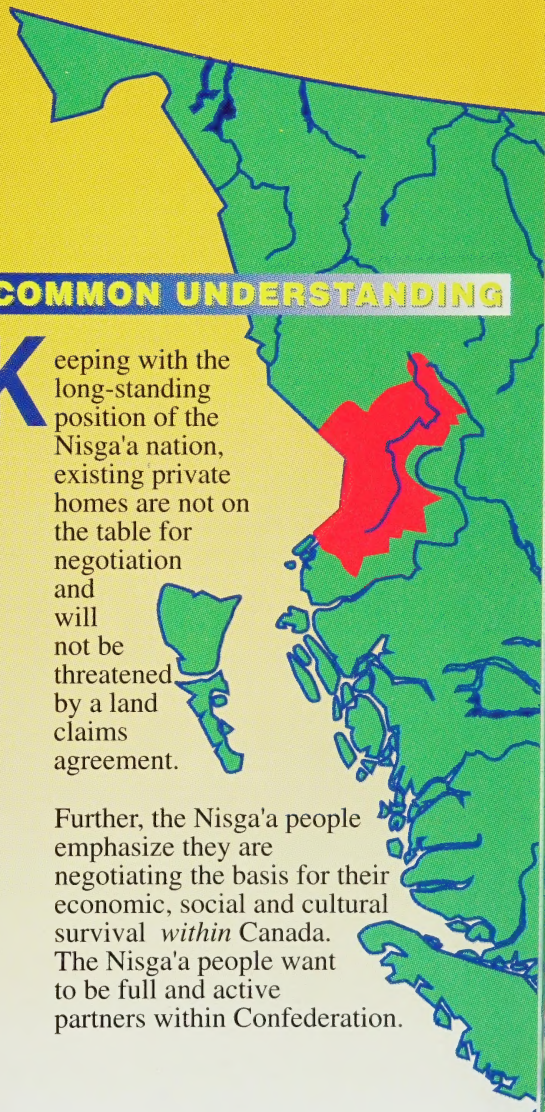 COMMON UNDERSTANDING
Keeping with the
long-standing
position of the
Nisga'a nation,
existing private
homes are not on
the table for
negotiation
and
will
not be
threatened
by a land
claims
agreement.
Further, the Nisga'a people
emphasize they are
negotiating the basis for their
economic, social and cultural
survival within Canada.
The Nisga'a people want
to be full and active
partners within Confederation.